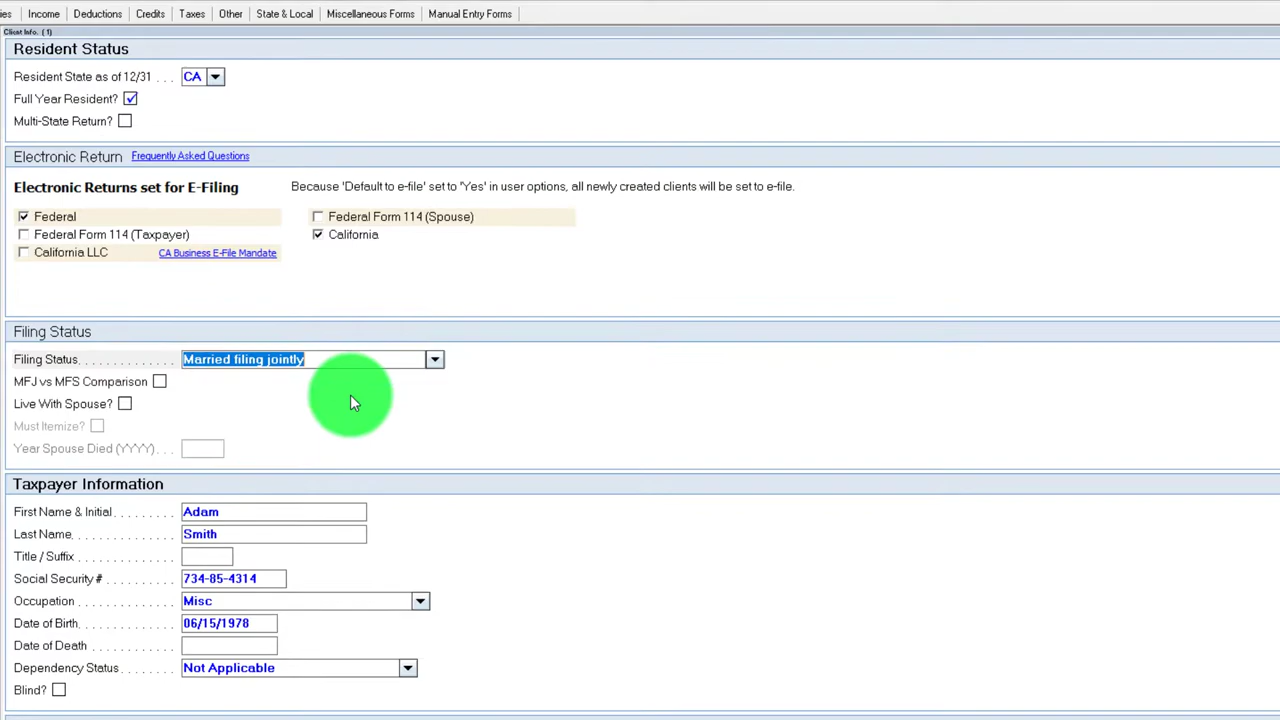 ies Income Deductions Credits Taxes Other State & Local Miscellaneous Forms Manual Entry Forms
Client Info. (1)
Resident Status
Resident State as of 12/31 . . . CA
Full Year Resident?
Multi-State Return?
Electronic Return Frequently Asked Questions
Electronic Returns set for E-Filing Because 'Default to e-file' set to 'Yes' in user options, all newly created clients will be set to e-file.
Federal Federal Form 114 (Spouse)
Federal Form 114 (Taxpayer) California
California LLC CA Business E-File Mandate
Filing Status
Filing Status. . . . . . . . . . . . . Married filing jointly
MFJ vs MFS Comparison
Live With Spouse?
Must Itemize?
Year Spouse Died (YYYY) . . .
Taxpayer Information
First Name & Initial . . . . . . . . . Adam
Last Name. . . . . . . . . . . . . . Smith
Title / Suffix . . . . . . . . . . . . .
Social Security # . . . . . . . . . . 734-85-4314
Occupation . . . . . . . . . . . . . Misc
Date of Birth. . . . . . . . . . . . . 06/15/1978
Date of Death . . . . . . . . . . . .
Dependency Status. . . . . . . . Not Applicable
Blind?